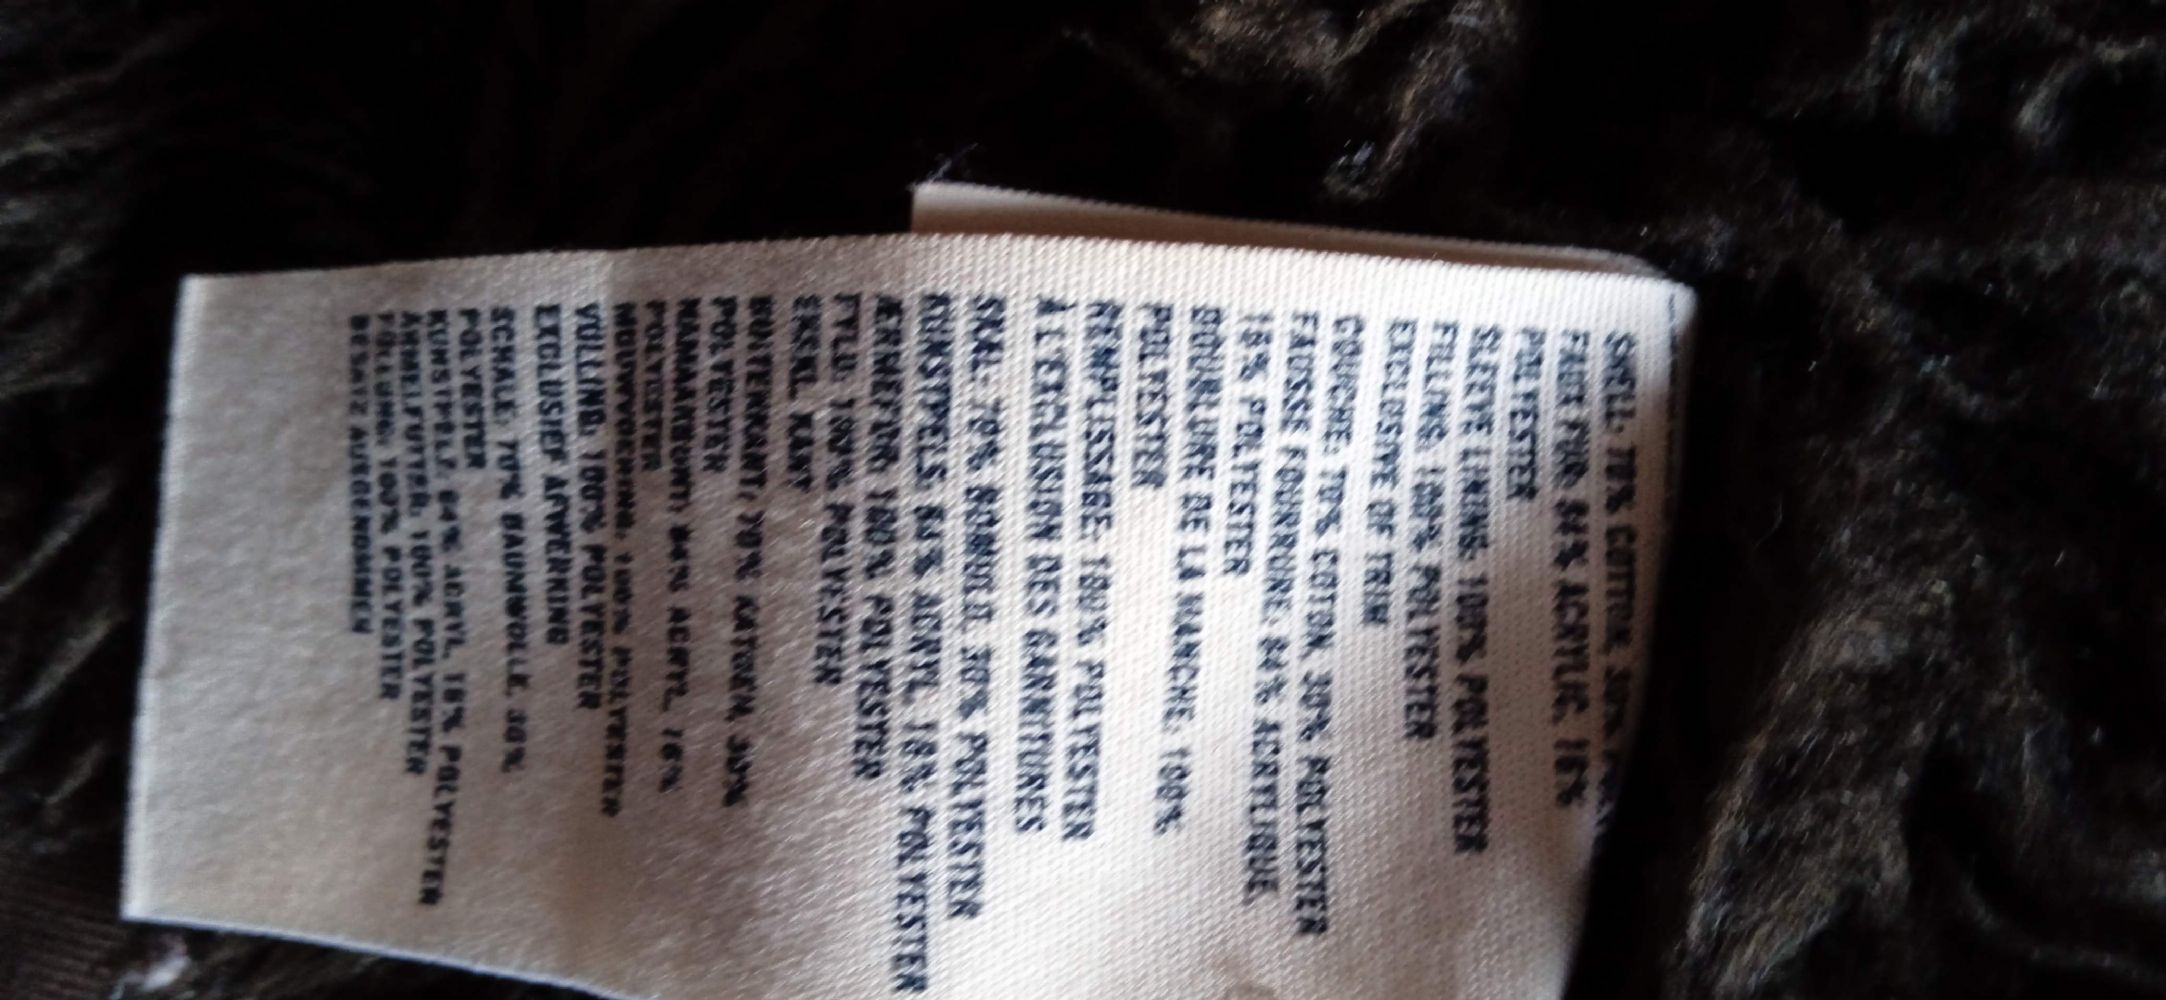 SHELL: 70% COTTON, 30%
FAUX FUR: 84% ACRYLIC, 16%
POLYESTER
SLEEVE LINING: 100% POLYESTER
FILLING: 100% POLYESTER
EXCLUSIVE OF TRIM
COUCHE: 70% COTON, 30% POLYESTER
FAUSSE FOURRURE: 84% ACRYLIQUE,
16% POLYESTER
DOUBLURE DE LA MANCHE: 100%
POLYESTER
REMPLISSAGE: 100% POLYESTER
À L'EXCLUSION DES GARNITURES
SKAL: 70% BOMULD, 30% POLYESTER
KUNSTPELS 84% ACRYL, 16% POLYESTER
ÆRMEFOR: 100% POLYESTER
FYLD: 100% POLYESTER
EKSKL KANT
BUITENKANT: 70% KATOEN, 30%
POLYESTER
NAMAAKBONT: 84% ACRYL, 16%
POLYESTER
MOUWVOERING: 100% POLYESTER
VULLING: 100% POLYESTER
EXCLUSIEF AFWERKING
SCHALE: 70% BAUMWOLLE, 30%
POLYESTER
KUNSTPELZ: 84% ACRYL, 16% POLYESTER
ÄRMELFUTTER: 100% POLYESTER
FÜLLUNG: 100% POLYESTER
BESATZ AUSGENOMMEN